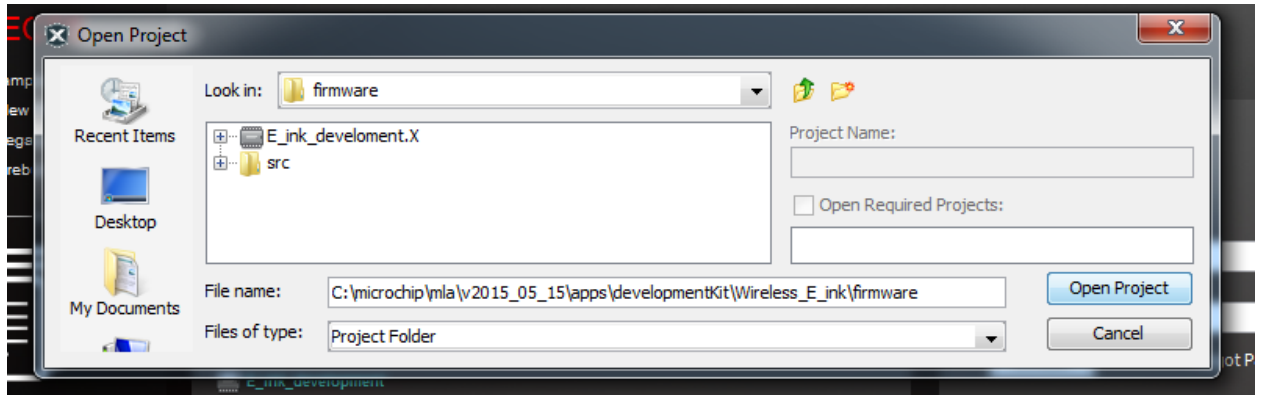 Open Project
Look in: firmware
Recent Items
Desktop
My Documents
E_ink_develoment.X
src
Project Name:
Open Required Projects:
File name: C:\microchip\mla\v2015_05_15\apps\developmentKit\Wireless_E_ink\firmware
Open Project
Files of type: Project Folder
Cancel
E_ink_development